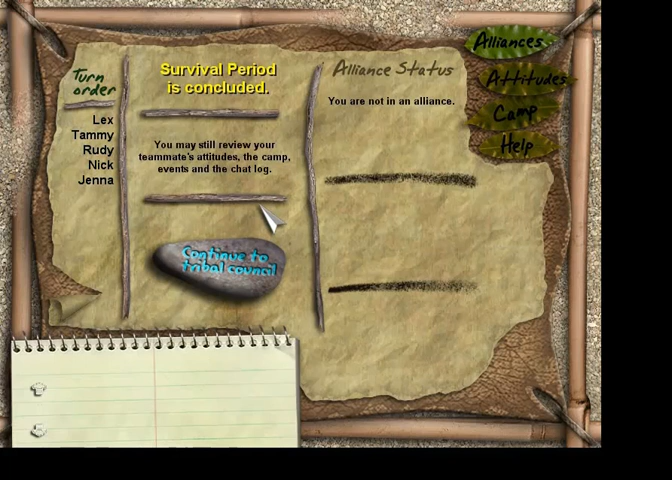 Turn
order
Lex
Tammy
Rudy
Nick
Jenna
Survival Period
is concluded.
You may still review your
teammate's attitudes, the camp,
events and the chat log.
Continue to
tribal council
Alliance Status
You are not in an alliance.
Alliances
Attitudes
Camp
Help